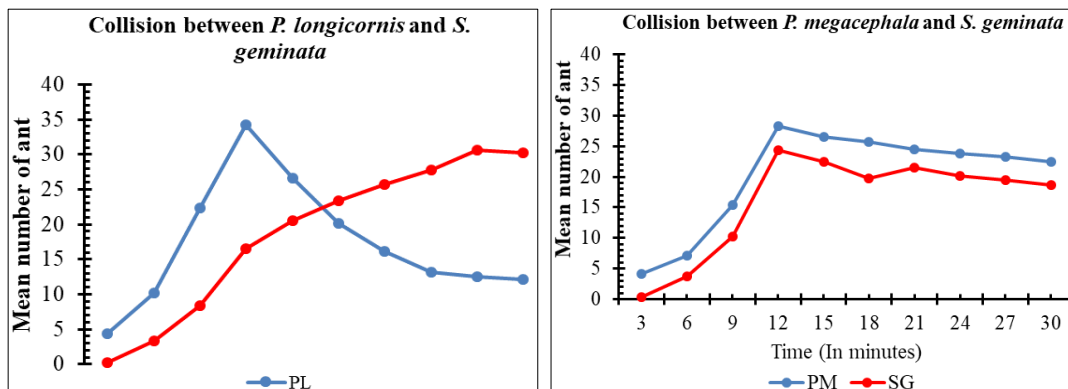 Collision between P. longicornis and S.
geminata
Mean number of ant
40
35
30
25
20
15
10
5
0
PL
Collision between P. megacephala and S. geminata
Mean number of ant
40
35
30
25
20
15
10
5
0
3 6 9 12 15 18 21 24 27 30
Time (In minutes)
PM SG